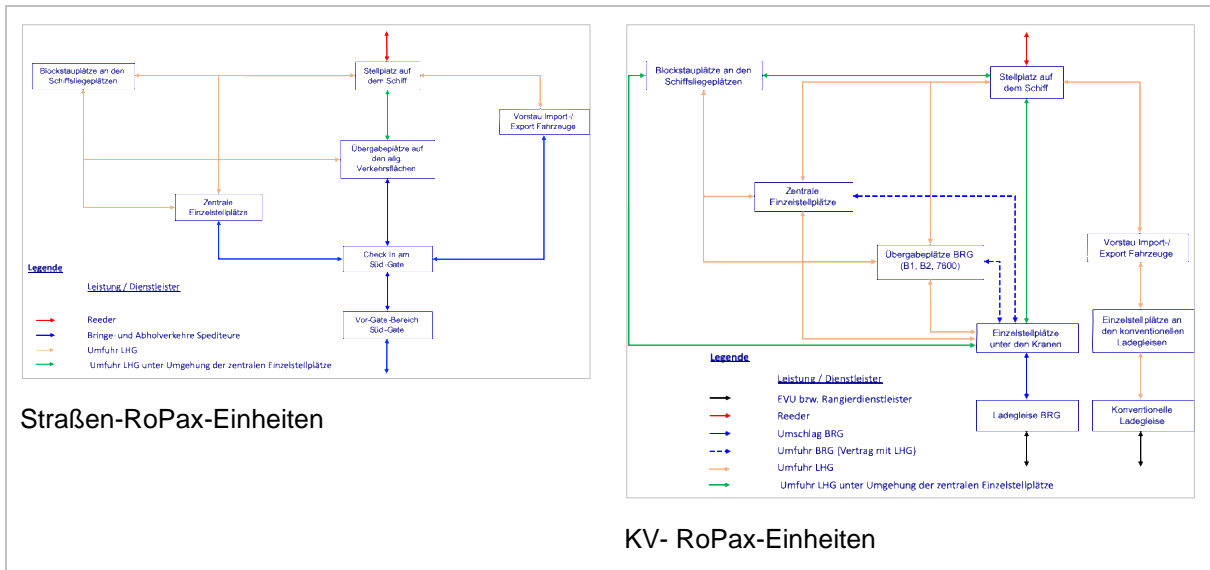 Blockstauplätze an den
Schiffsliegeplätzen
Stellplatz auf
dem Schiff
Vorstau Import-/
Export Fahrzeuge
Übergabeplätze auf
den allg.
Verkehrsflächen
Zentrale
Einzelstellplätze
Check In am
Süd-Gate
Vor-Gate-Bereich
Süd-Gate
Legende
Leistung / Dienstleister
Reeder
Bringe- und Abholverkehre Spediteure
Umfuhr LHG
Umfuhr LHG unter Umgehung der zentralen Einzelstellplätze
Straßen-RoPax-Einheiten
Blockstauplätze an den
Schiffsliegeplätzen
Stellplatz auf
dem Schiff
Zentrale
Einzelstellplätze
Übergabeplätze BRG
(B1, B2, 7600)
Vorstau Import-/
Export Fahrzeuge
Einzelstellplätze
unter den Kranen
Einzelstellplätze an
den konventionellen
Ladegleisen
Ladegleise BRG
Konventionelle
Ladegleise
Legende
Leistung / Dienstleister
EVU bzw. Rangierdienstleister
Reeder
Umschlag BRG
Umfuhr BRG (Vertrag mit LHG)
Umfuhr LHG
Umfuhr LHG unter Umgehung der zentralen Einzelstellplätze
KV- RoPax-Einheiten